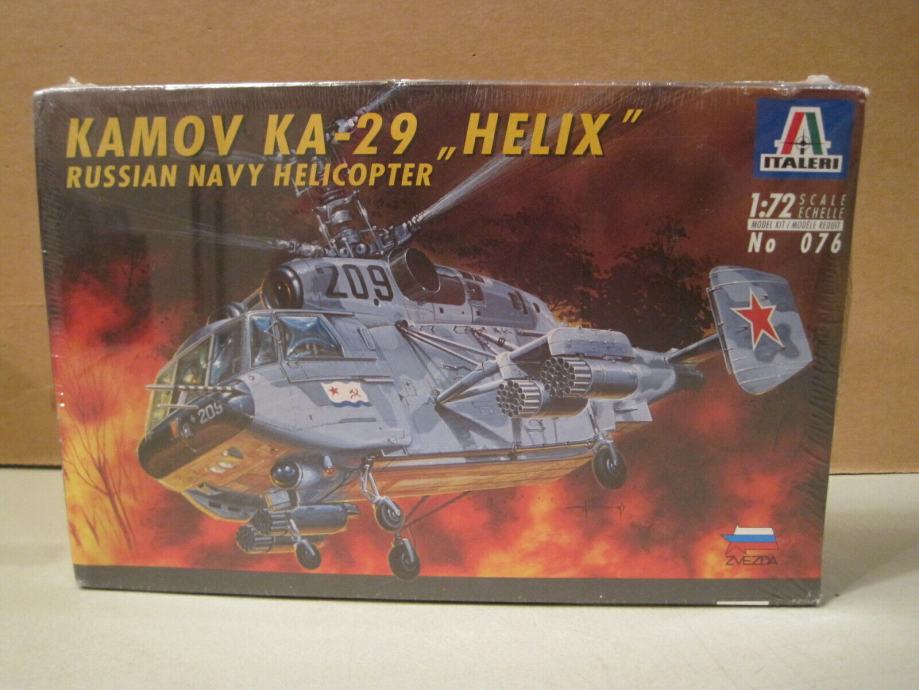 KAMOV KA-29 „HELIX”
RUSSIAN NAVY HELICOPTER
ITALERI
1:72 SCALE
ECHELLE
MODEL KIT / MODÈLE REDUIT
No 076
209
209
ZVEZDA